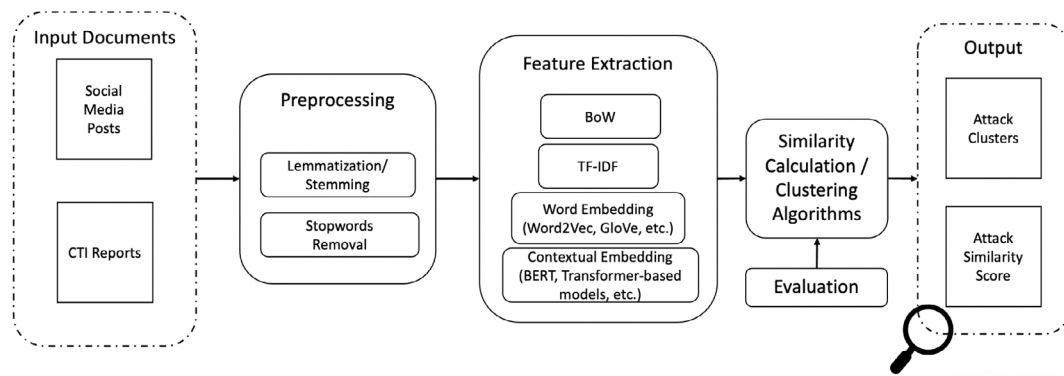 Input Documents
Social
Media
Posts
CTI Reports
Preprocessing
Lemmatization/
Stemming
Stopwords
Removal
Feature Extraction
BoW
TF-IDF
Word Embedding
(Word2Vec, GloVe, etc.)
Contextual Embedding
(BERT, Transformer-based
models, etc.)
Similarity
Calculation /
Clustering
Algorithms
Evaluation
Output
Attack
Clusters
Attack
Similarity
Score